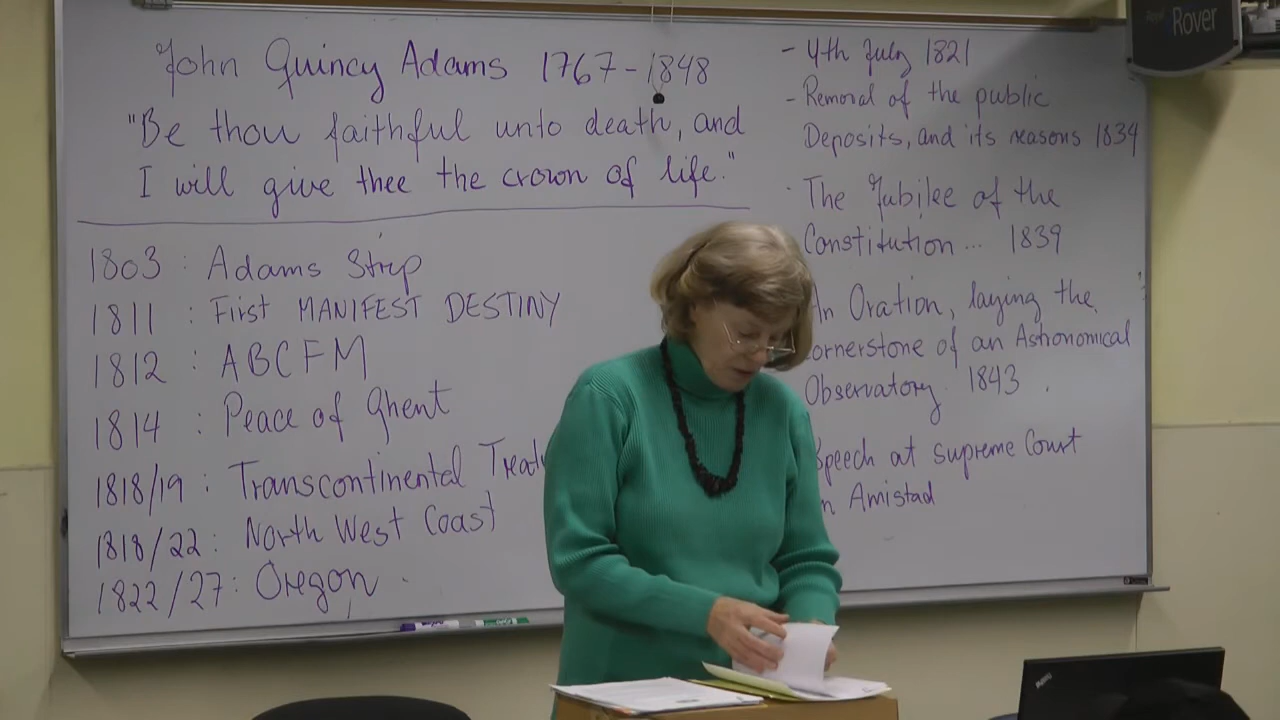 John Quincy Adams 1767-1848
"Be thou faithful unto death, and
I will give thee the crown of life."
1803 : Adams Strip
1811 : First MANIFEST DESTINY
1812 : ABCFM
1814 : Peace of Ghent
1818/19 : Transcontinental Treaty
1818/22 : North West Coast
1822/27 : Oregon
- 4th July 1821
- Removal of the public
Deposits, and its reasons 1834
- The Jubilee of the
Constitution ... 1839
An Oration, laying the
ornerstone of an Astronomical
Observatory 1843 .
Speech at supreme Court
n Amistad
Rover